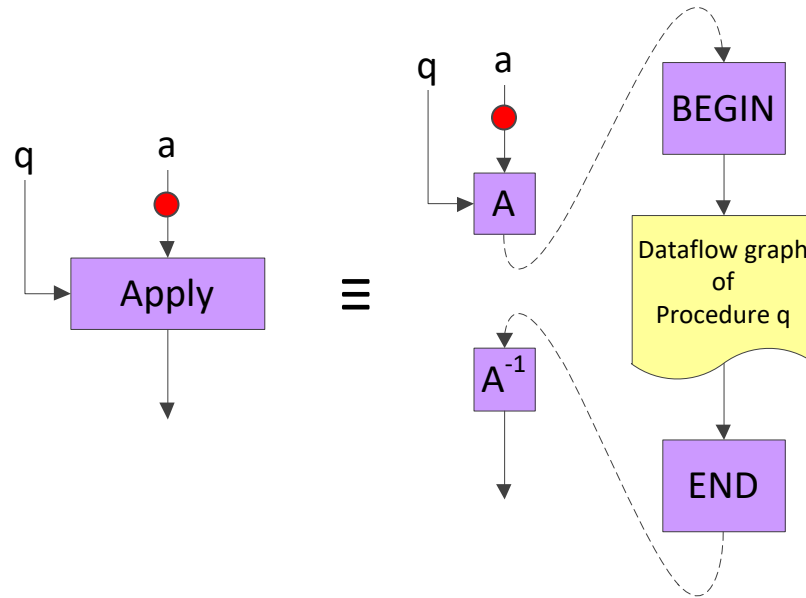 q
a
Apply
≡
q
a
A
A⁻¹
BEGIN
Dataflow graph
of
Procedure q
END